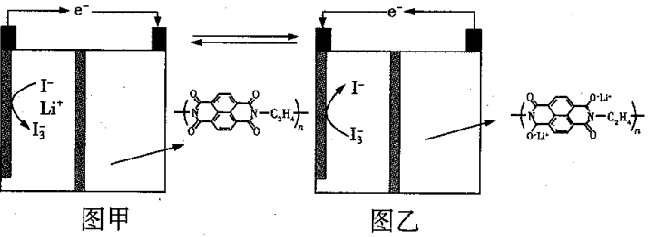 e⁻ e⁻
I⁻ Li⁺ I₃⁻
O O N N O O C₂H₄ n
I⁻ I₃⁻
O⁻Li⁺ O N N O O⁻Li⁺ C₂H₄ n
图甲 图乙